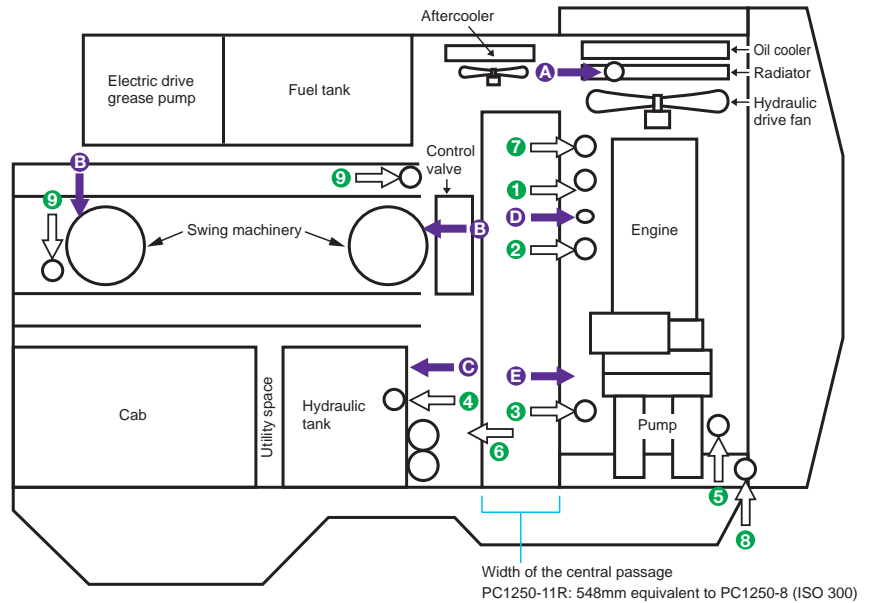 Aftercooler
Oil cooler
A
Radiator
Electric drive
grease pump
Fuel tank
Hydraulic
drive fan
7
Control
valve
B
9
1
9
D
Swing machinery
B
Engine
2
C
E
4
3
Cab
Utility space
Hydraulic
tank
Pump
6
5
8
Width of the central passage
PC1250-11R: 548mm equivalent to PC1250-8 (ISO 300)